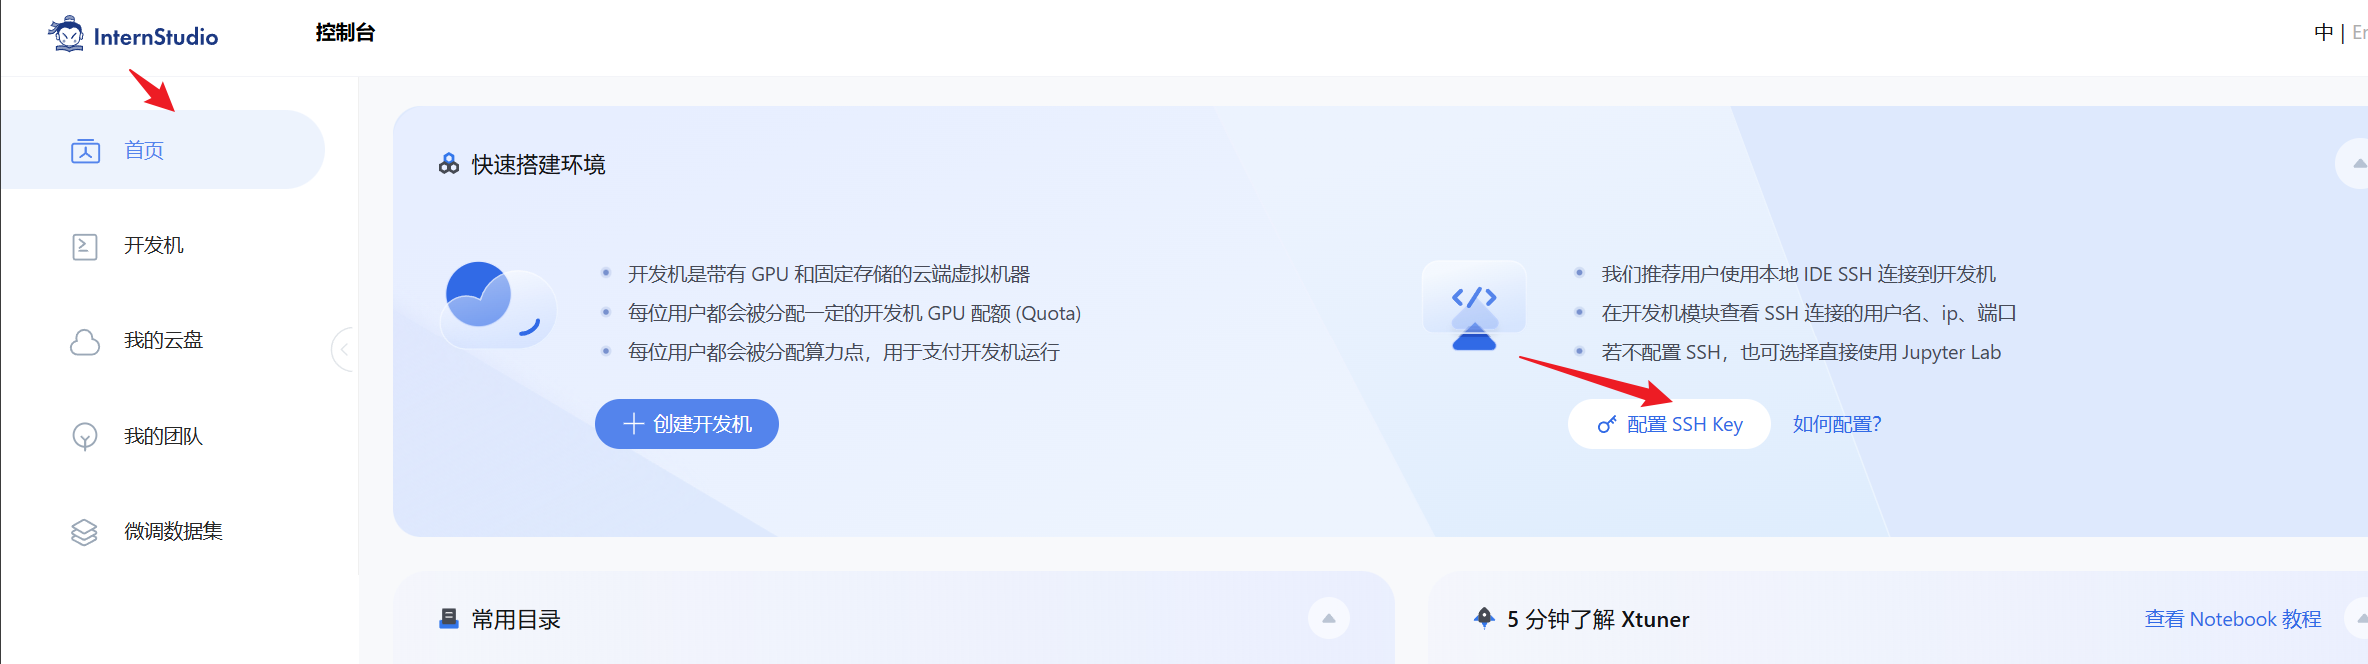 InternStudio
控制台
中 | En
首页
开发机
我的云盘
我的团队
微调数据集
快速搭建环境
开发机是带有 GPU 和固定存储的云端虚拟机器
每位用户都会被分配一定的开发机 GPU 配额 (Quota)
每位用户都会被分配算力点，用于支付开发机运行
创建开发机
我们推荐用户使用本地 IDE SSH 连接到开发机
在开发机模块查看 SSH 连接的用户名、ip、端口
若不配置 SSH，也可选择直接使用 Jupyter Lab
配置 SSH Key
如何配置?
常用目录
5 分钟了解 Xtuner
查看 Notebook 教程